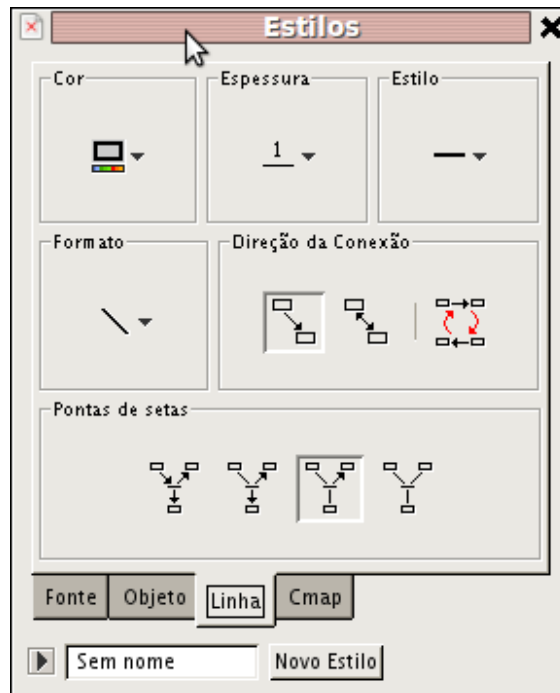 Estilos
Cor Espessura Estilo
1
Formato Direção da Conexão
Pontas de setas
Fonte Objeto Linha Cmap
Sem nome Novo Estilo